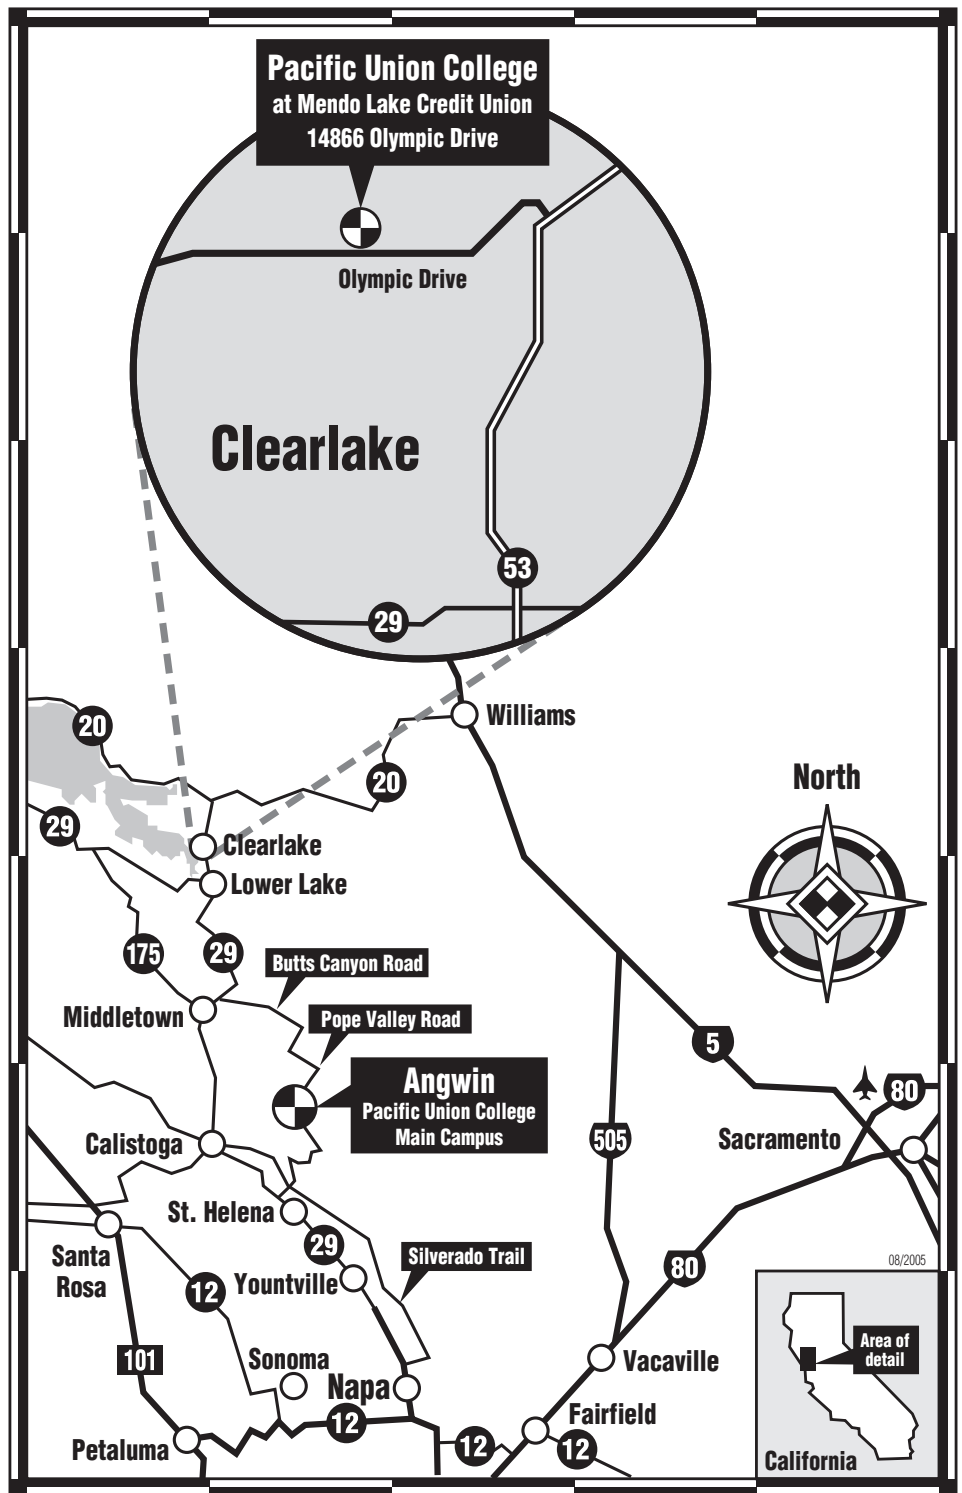 Pacific Union College
at Mendo Lake Credit Union
14866 Olympic Drive
Olympic Drive
Clearlake
53
29
20
Williams
20
North
29
Clearlake
Lower Lake
175
29
Butts Canyon Road
Middletown
Pope Valley Road
5
Angwin
Pacific Union College
Main Campus
80
Calistoga
505
Sacramento
St. Helena
29
Silverado Trail
08/2005
Santa
Rosa
80
Yountville
12
101
Sonoma
Area of
detail
Vacaville
Napa
12
Fairfield
Petaluma
12
12
California